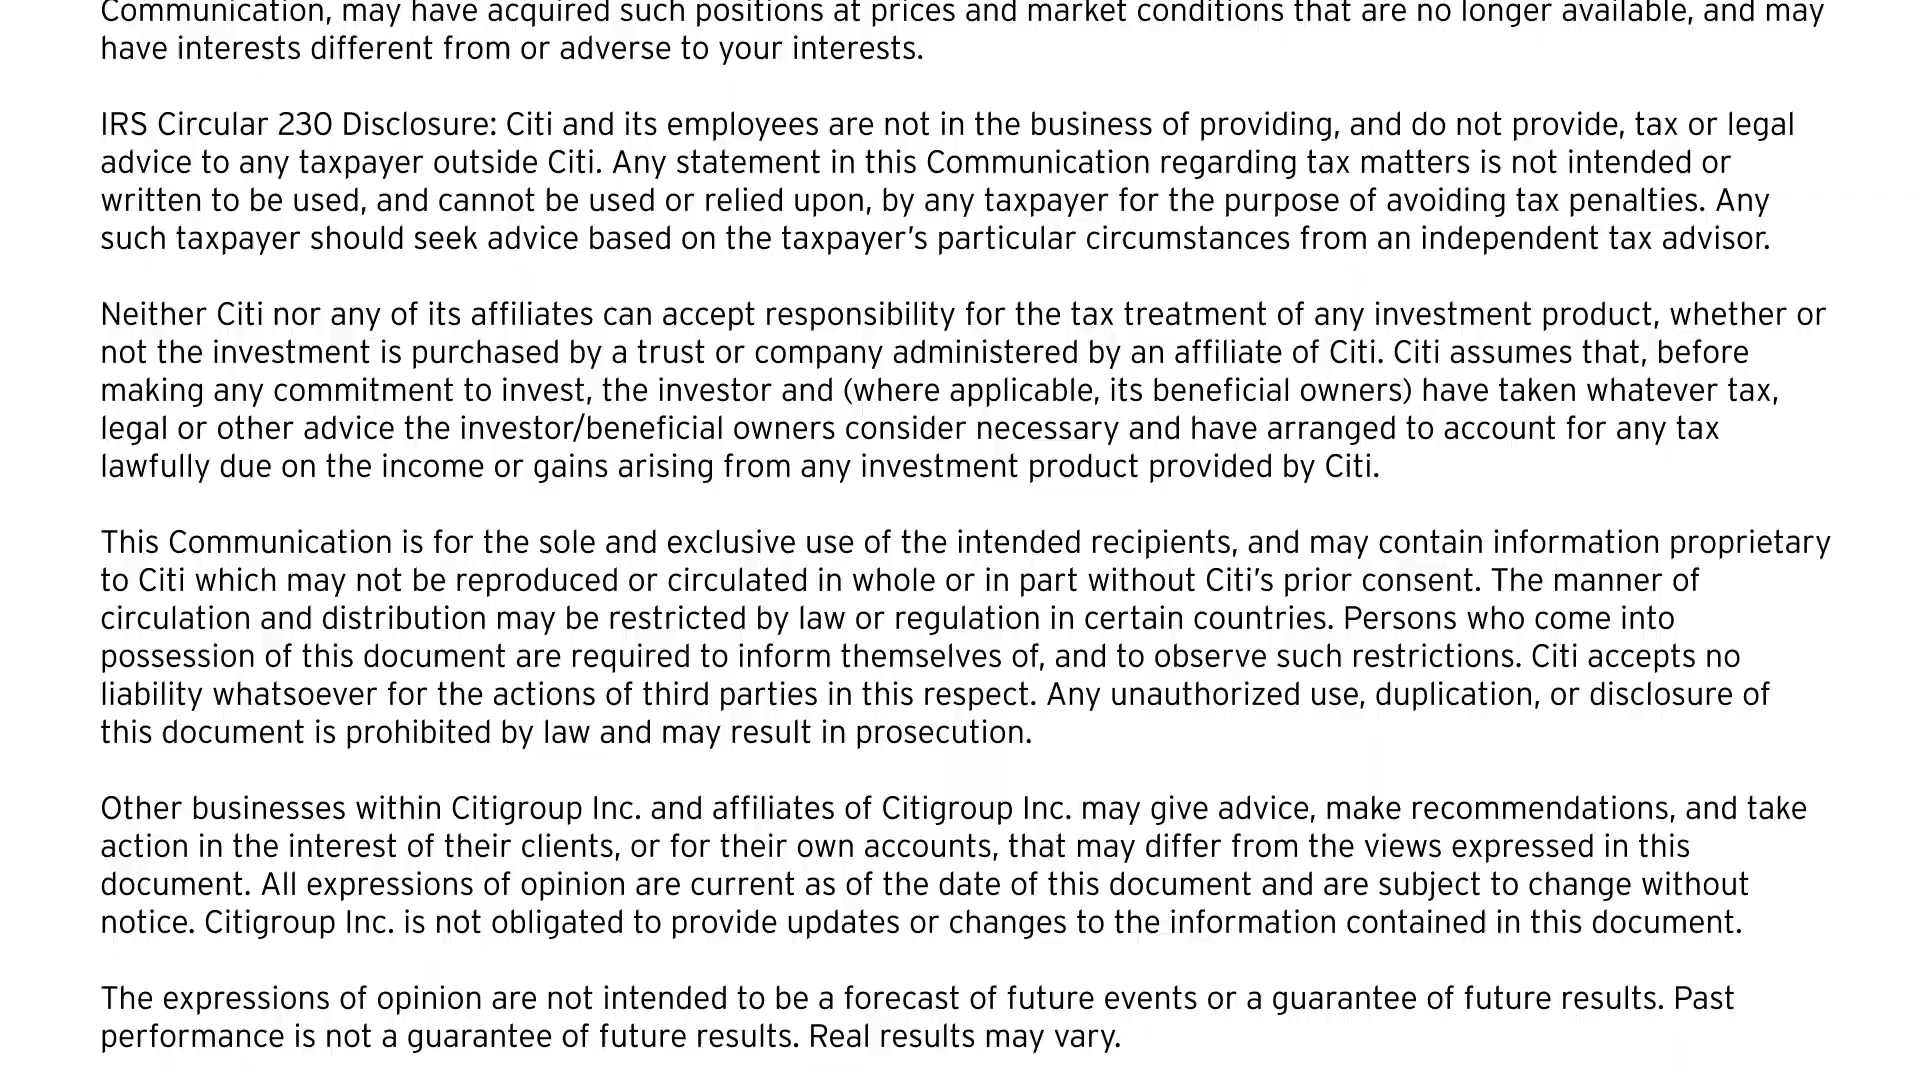 Communication, may have acquired such positions at prices and market conditions that are no longer available, and may
have interests different from or adverse to your interests.
IRS Circular 230 Disclosure: Citi and its employees are not in the business of providing, and do not provide, tax or legal
advice to any taxpayer outside Citi. Any statement in this Communication regarding tax matters is not intended or
written to be used, and cannot be used or relied upon, by any taxpayer for the purpose of avoiding tax penalties. Any
such taxpayer should seek advice based on the taxpayer’s particular circumstances from an independent tax advisor.
Neither Citi nor any of its affiliates can accept responsibility for the tax treatment of any investment product, whether or
not the investment is purchased by a trust or company administered by an affiliate of Citi. Citi assumes that, before
making any commitment to invest, the investor and (where applicable, its beneficial owners) have taken whatever tax,
legal or other advice the investor/beneficial owners consider necessary and have arranged to account for any tax
lawfully due on the income or gains arising from any investment product provided by Citi.
This Communication is for the sole and exclusive use of the intended recipients, and may contain information proprietary
to Citi which may not be reproduced or circulated in whole or in part without Citi’s prior consent. The manner of
circulation and distribution may be restricted by law or regulation in certain countries. Persons who come into
possession of this document are required to inform themselves of, and to observe such restrictions. Citi accepts no
liability whatsoever for the actions of third parties in this respect. Any unauthorized use, duplication, or disclosure of
this document is prohibited by law and may result in prosecution.
Other businesses within Citigroup Inc. and affiliates of Citigroup Inc. may give advice, make recommendations, and take
action in the interest of their clients, or for their own accounts, that may differ from the views expressed in this
document. All expressions of opinion are current as of the date of this document and are subject to change without
notice. Citigroup Inc. is not obligated to provide updates or changes to the information contained in this document.
The expressions of opinion are not intended to be a forecast of future events or a guarantee of future results. Past
performance is not a guarantee of future results. Real results may vary.